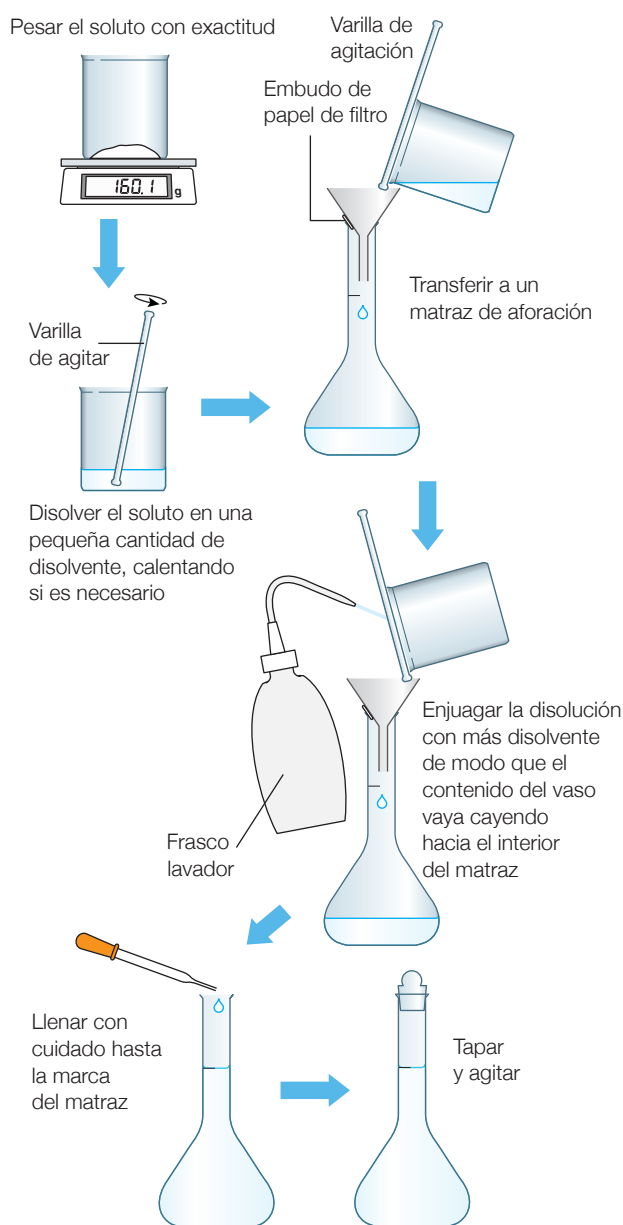 Pesar el soluto con exactitud
160.1 g
Varilla de
agitación
Embudo de
papel de filtro
Transferir a un
matraz de aforación
Varilla
de agitar
Disolver el soluto en una
pequeña cantidad de
disolvente, calentando
si es necesario
Enjuagar la disolución
con más disolvente
de modo que el
contenido del vaso
vaya cayendo
hacia el interior
del matraz
Frasco
lavador
Llenar con
cuidado hasta
la marca
del matraz
Tapar
y agitar